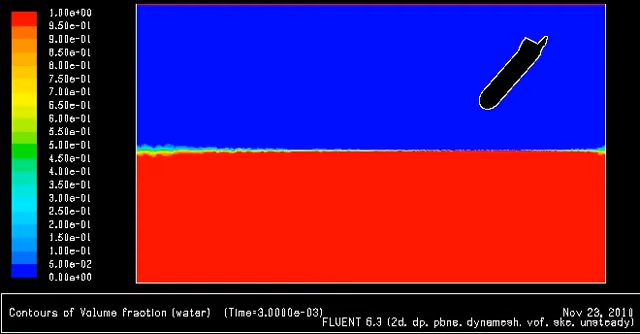 1.00e+00
9.50e-01
9.00e-01
8.50e-01
8.00e-01
7.50e-01
7.00e-01
6.50e-01
6.00e-01
5.50e-01
5.00e-01
4.50e-01
4.00e-01
3.50e-01
3.00e-01
2.50e-01
2.00e-01
1.50e-01
1.00e-01
5.00e-02
0.00e+00
Contours of Volume fraction (water) (Time=3.0000e-03)
Nov 23, 2010
FLUENT 6.3 (2d, dp, pbns, dynamesh, vof, ske, unsteady)